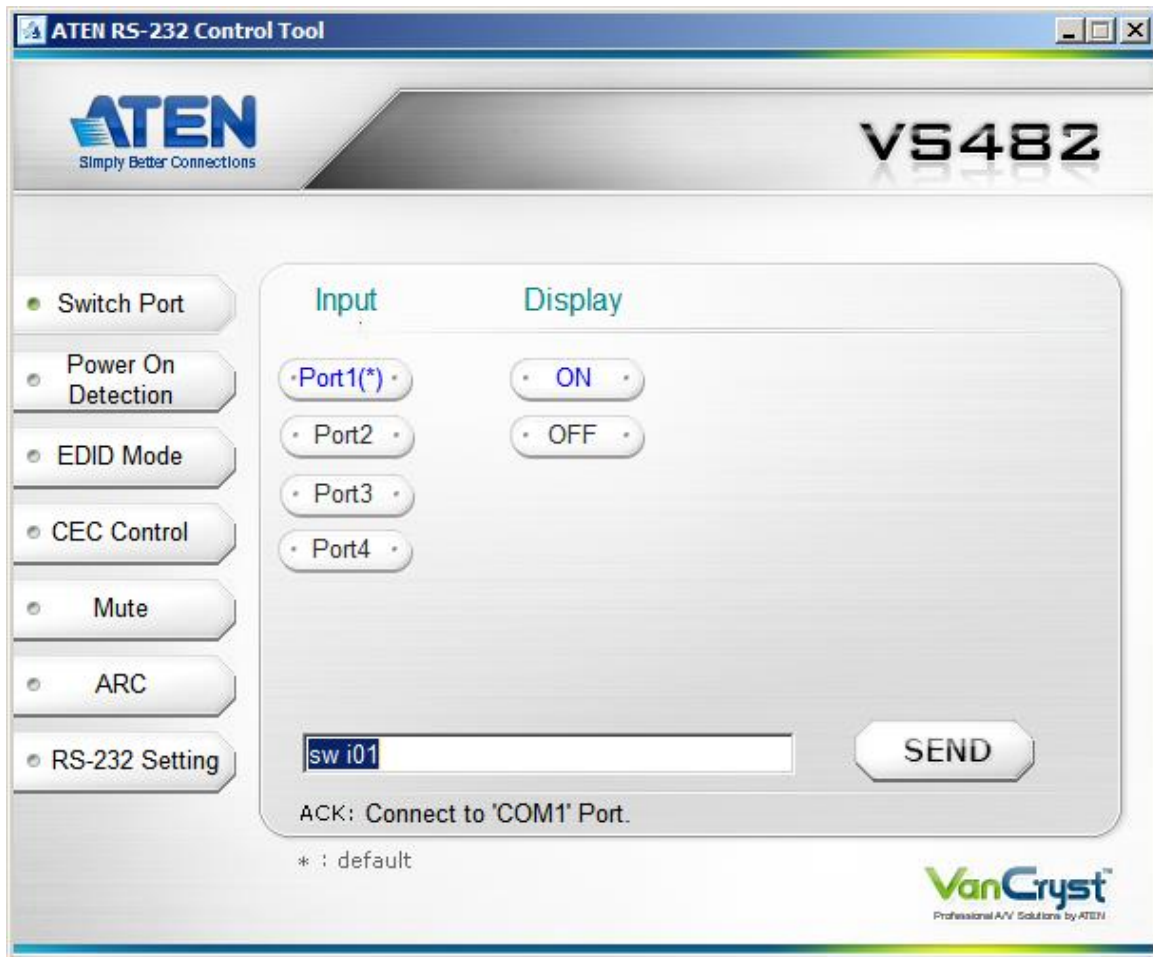 ATEN RS-232 Control Tool
ATEN
Simply Better Connections
VS482
Switch Port
Power On
Detection
EDID Mode
CEC Control
Mute
ARC
RS-232 Setting
Input
Display
Port1(*)
ON
Port2
OFF
Port3
Port4
sw i01
SEND
ACK: Connect to 'COM1' Port.
* : default
VanCryst™
Professional A/V Solutions by ATEN